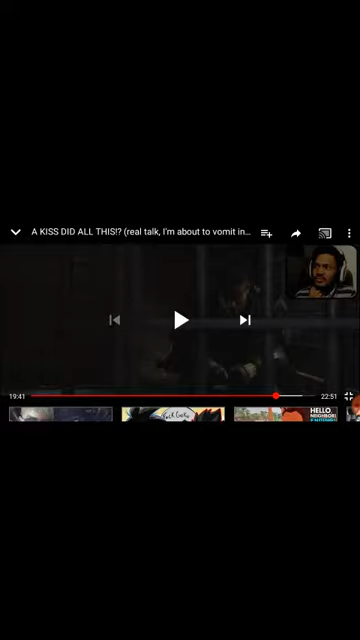 A KISS DID ALL THIS!? (real talk, I'm about to vomit in...
19:41
22:51
HELLO,
NEIGHBOR!